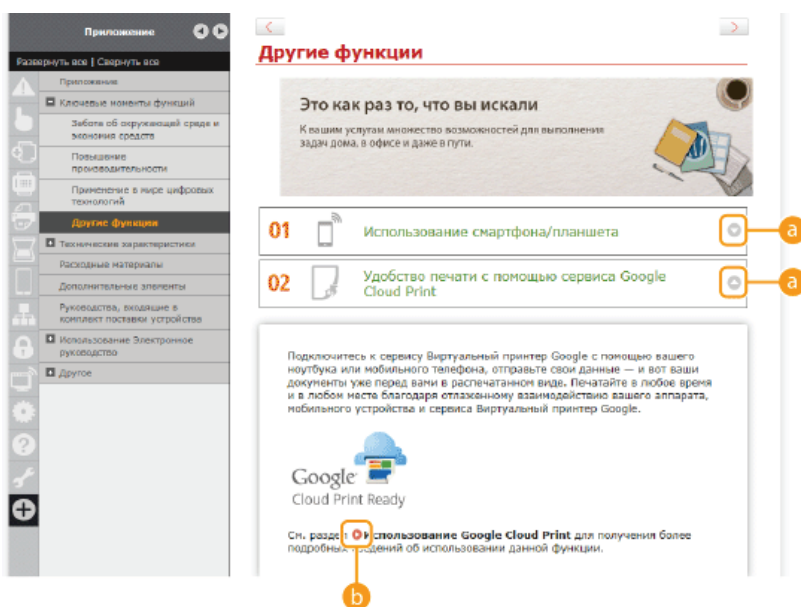 Приложение
Развернуть все | Свернуть все
Приложение
Ключевые моменты функций
Забота об окружающей среде и
экономия средств
Повышение
производительности
Применение в мире цифровых
технологий
Другие функции
Технические характеристики
Расходные материалы
Дополнительные элементы
Руководства, входящие в
комплект поставки устройства
Использование Электронное
руководство
Другое
Другие функции
Это как раз то, что вы искали
К вашим услугам множество возможностей для выполнения
задач дома, в офисе и даже в пути.
01 Использование смартфона/планшета
a
02 Удобство печати с помощью сервиса Google
Cloud Print
a
Подключитесь к сервису Виртуальный принтер Google с помощью вашего
ноутбука или мобильного телефона, отправьте свои данные — и вот ваши
документы уже перед вами в распечатанном виде. Печатайте в любое время
и в любом месте благодаря отлаженному взаимодействию вашего аппарата,
мобильного устройства и сервиса Виртуальный принтер Google.
Google
Cloud Print Ready
См. раздел Использование Google Cloud Print для получения более
подробных сведений об использовании данной функции.
b